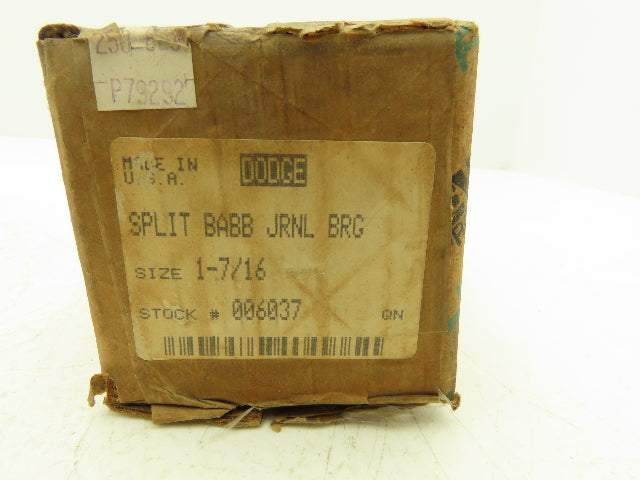 P79292
MADE IN
U.S.A.
DODGE
SPLIT BABB JRNL BRG
SIZE 1-7/16
STOCK # 006037 QN